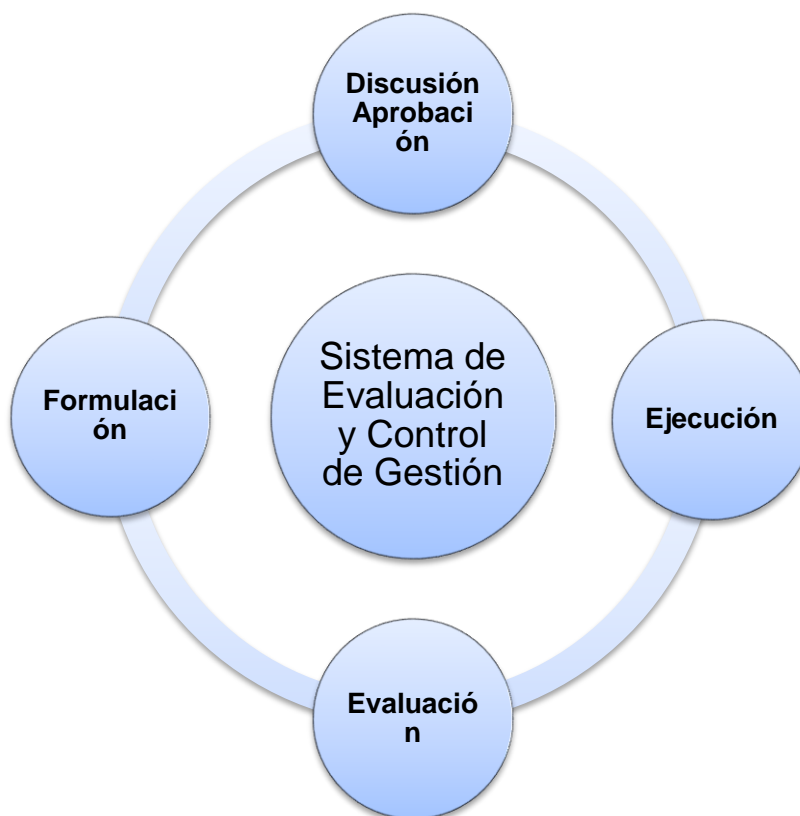 Discusión
Aprobaci
ón
Formulaci
ón
Sistema de
Evaluación
y Control
de Gestión
Ejecución
Evaluació
n